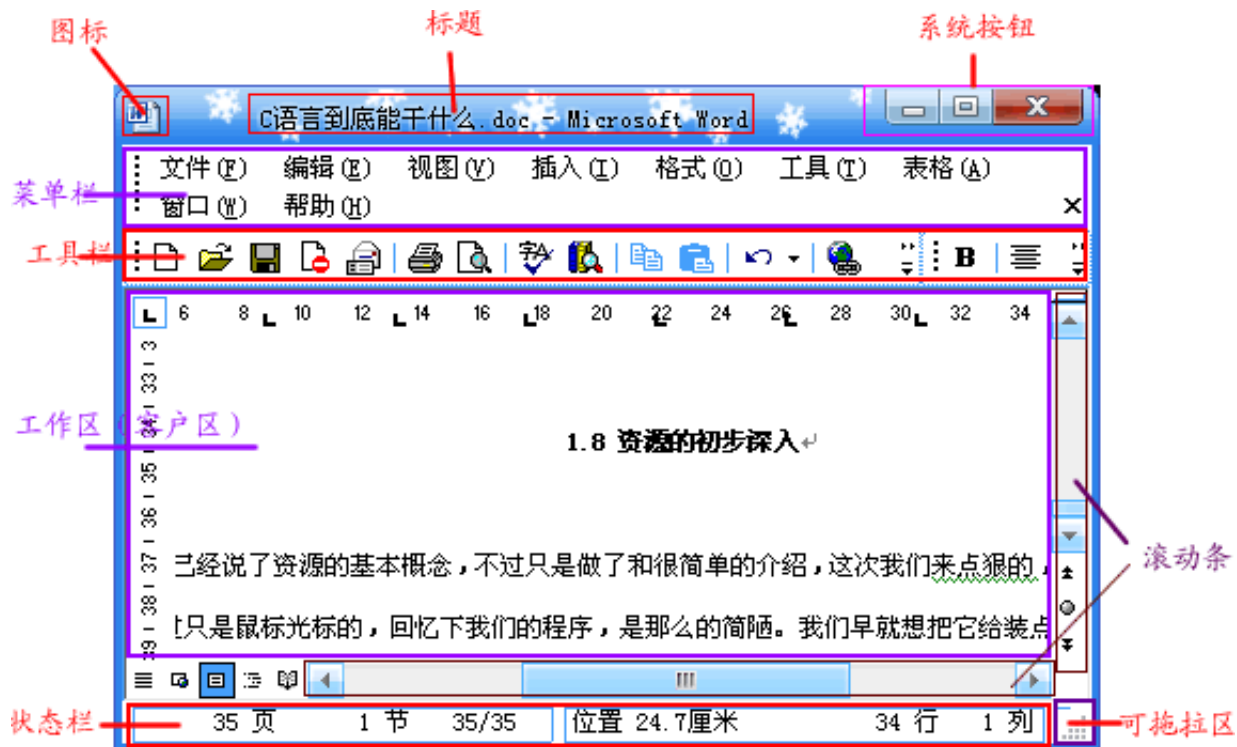 图标
标题
系统按钮
C语言到底能干什么.doc - Microsoft Word
文件(F) 编辑(E) 视图(V) 插入(I) 格式(O) 工具(T) 表格(A)
菜单栏
窗口(W) 帮助(H)
工具栏
B
6 8 10 12 14 16 18 20 22 24 26 28 30 32 34
3
33
34
工作区(客户区)
1.8 资源的初步深入
35
36
37
已经说了资源的基本概念,不过只是做了和很简单的介绍,这次我们来点狠的,
滚动条
38
只是鼠标光标的,回忆下我们的程序,是那么的简陋。我们早就想把它给装点
39
状态栏
35 页 1 节 35/35 位置 24.7厘米 34 行 1 列
可拖拉区